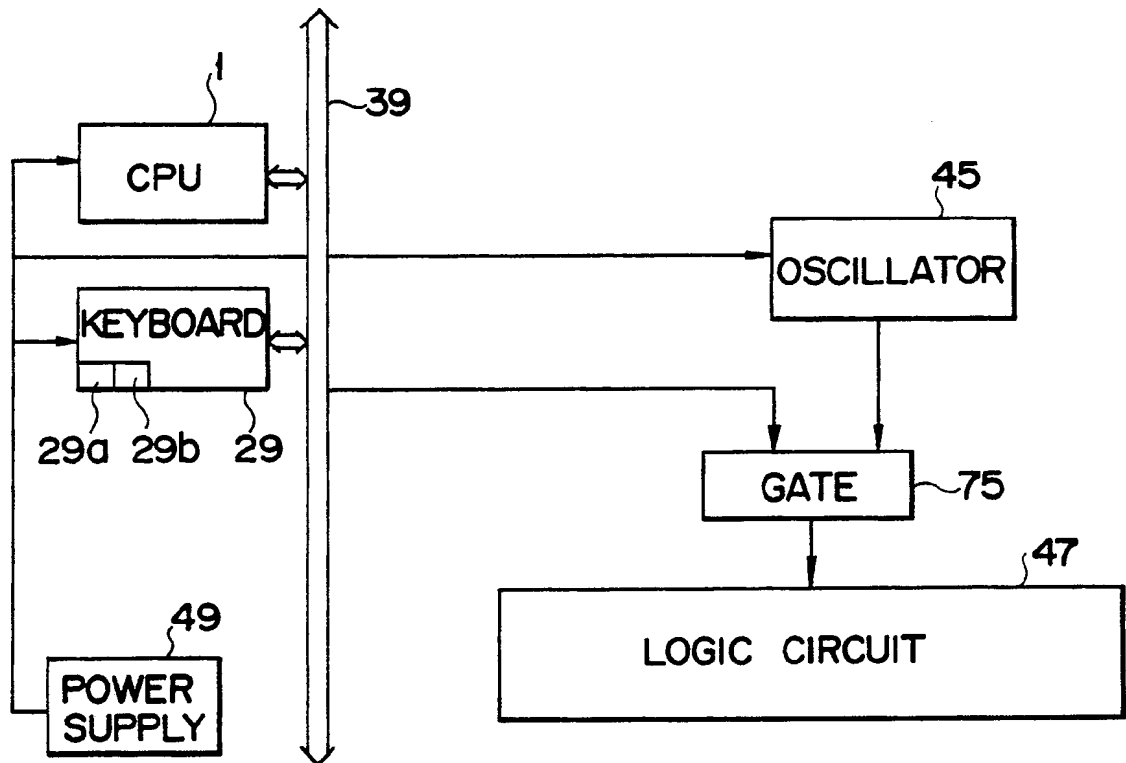 1
39
CPU
45
OSCILLATOR
KEYBOARD
29a 29b 29
GATE
75
47
LOGIC CIRCUIT
49
POWER
SUPPLY